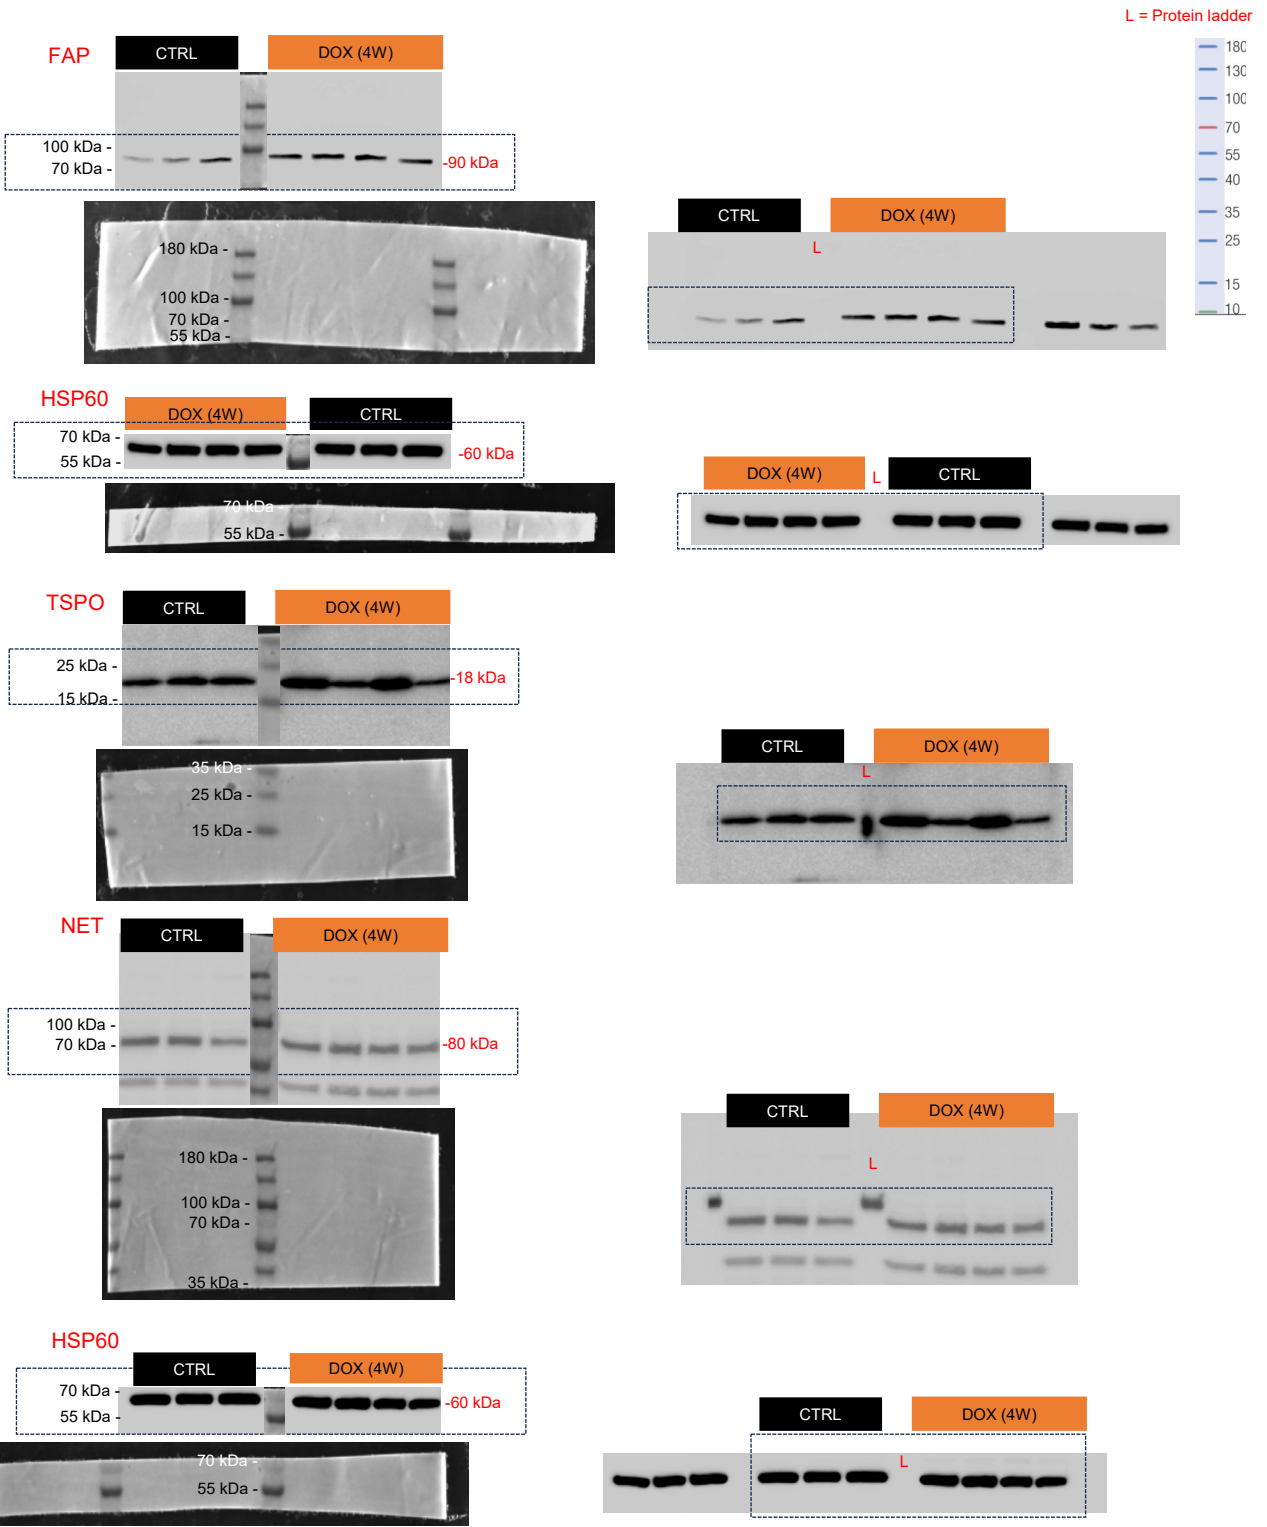 L = Protein ladder
180
130
100
70
55
40
35
25
15
10
FAP
CTRL
DOX (4W)
100 kDa -
70 kDa -
-90 kDa
180 kDa -
100 kDa -
70 kDa -
55 kDa -
CTRL
DOX (4W)
L
HSP60
DOX (4W)
CTRL
70 kDa -
55 kDa -
-60 kDa
70 kDa -
55 kDa -
DOX (4W)
L
CTRL
TSPO
CTRL
DOX (4W)
25 kDa -
15 kDa -
-18 kDa
35 kDa -
25 kDa -
15 kDa -
CTRL
DOX (4W)
L
NET
CTRL
DOX (4W)
100 kDa -
70 kDa -
-80 kDa
180 kDa -
100 kDa -
70 kDa -
35 kDa -
CTRL
DOX (4W)
L
HSP60
CTRL
DOX (4W)
70 kDa -
55 kDa -
-60 kDa
70 kDa -
55 kDa -
CTRL
DOX (4W)
L